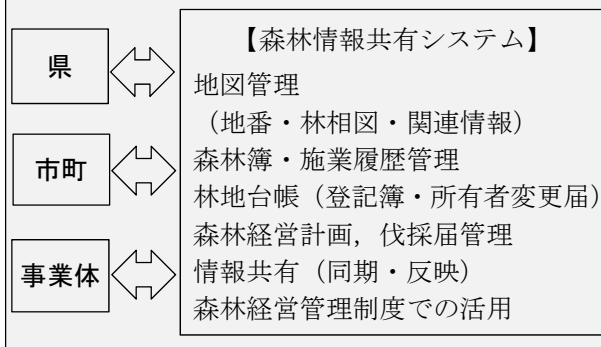 県
市町
事業体
【森林情報共有システム】
地図管理
（地番・林相図・関連情報）
森林簿・施業履歴管理
林地台帳（登記簿・所有者変更届）
森林経営計画，伐採届管理
情報共有（同期・反映）
森林経営管理制度での活用